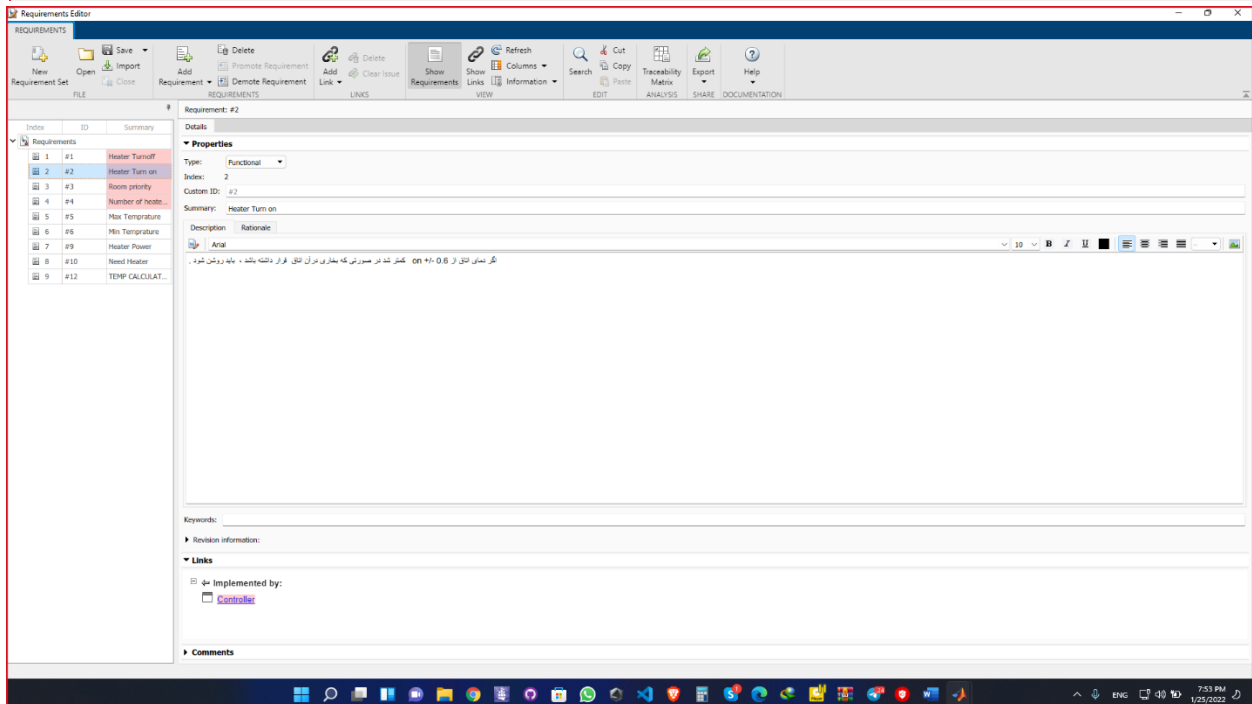 Requirements Editor
REQUIREMENTS
New Requirement Set
Open
Save
Import
Close
FILE
Add Requirement
Delete
Promote Requirement
Demote Requirement
REQUIREMENTS
Add Link
Delete
Clear Issue
LINKS
Show Requirements
Show Links
Refresh
Columns
Information
VIEW
Search
Cut
Copy
Paste
EDIT
Traceability Matrix
ANALYSIS
Export
SHARE
Help
DOCUMENTATION
Index ID Summary
Requirements
1 #1 Heater Turnoff
2 #2 Heater Turn on
3 #3 Room priority
4 #4 Number of heate...
5 #5 Max Temprature
6 #6 Min Temprature
7 #9 Heater Power
8 #10 Need Heater
9 #12 TEMP CALCULAT...
Requirement: #2
Details
Properties
Type: Functional
Index: 2
Custom ID: #2
Summary: Heater Turn on
Description Rationale
Arial 10 B I U
اگر دمای اتاق از on +/- 0.6 کمتر شد در صورتی که بخاری درآن اتاق قرار داشته باشد ، باید روشن شود .
Keywords:
Revision information:
Links
Implemented by:
Controller
Comments
ENG
7:53 PM
1/25/2022